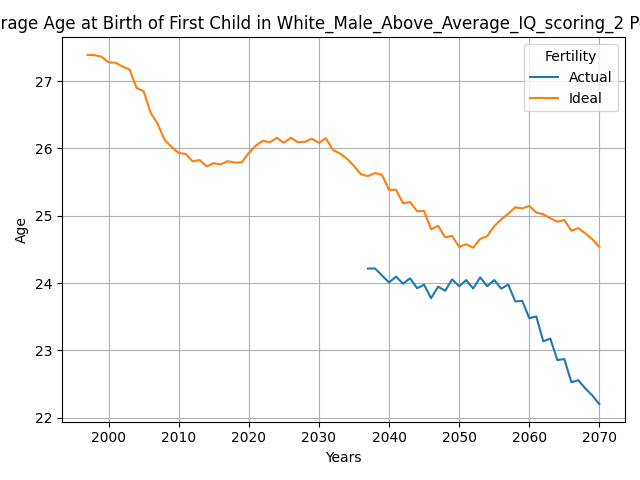 rage Age at Birth of First Child in White_Male_Above_Average_IQ_scoring_2 P
Fertility
Actual
Ideal
Age
27
26
25
24
23
22
2000 2010 2020 2030 2040 2050 2060 2070
Years